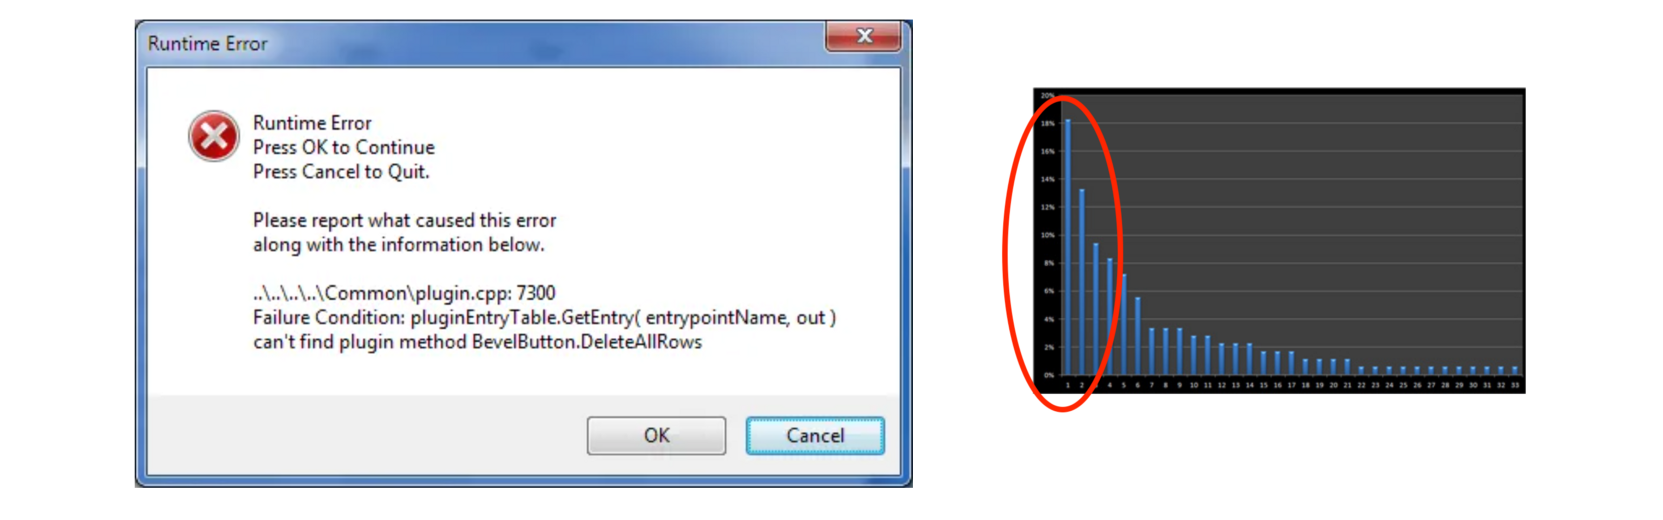 Runtime Error
Runtime Error
Press OK to Continue
Press Cancel to Quit.
Please report what caused this error
along with the information below.
..\..\..\..\Common\plugin.cpp: 7300
Failure Condition: pluginEntryTable.GetEntry( entrypointName, out )
can't find plugin method BevelButton.DeleteAllRows
OK Cancel
20%
18%
16%
14%
12%
10%
8%
6%
4%
2%
0%
1 2 3 4 5 6 7 8 9 10 11 12 13 14 15 16 17 18 19 20 21 22 23 24 25 26 27 28 29 30 31 32 33